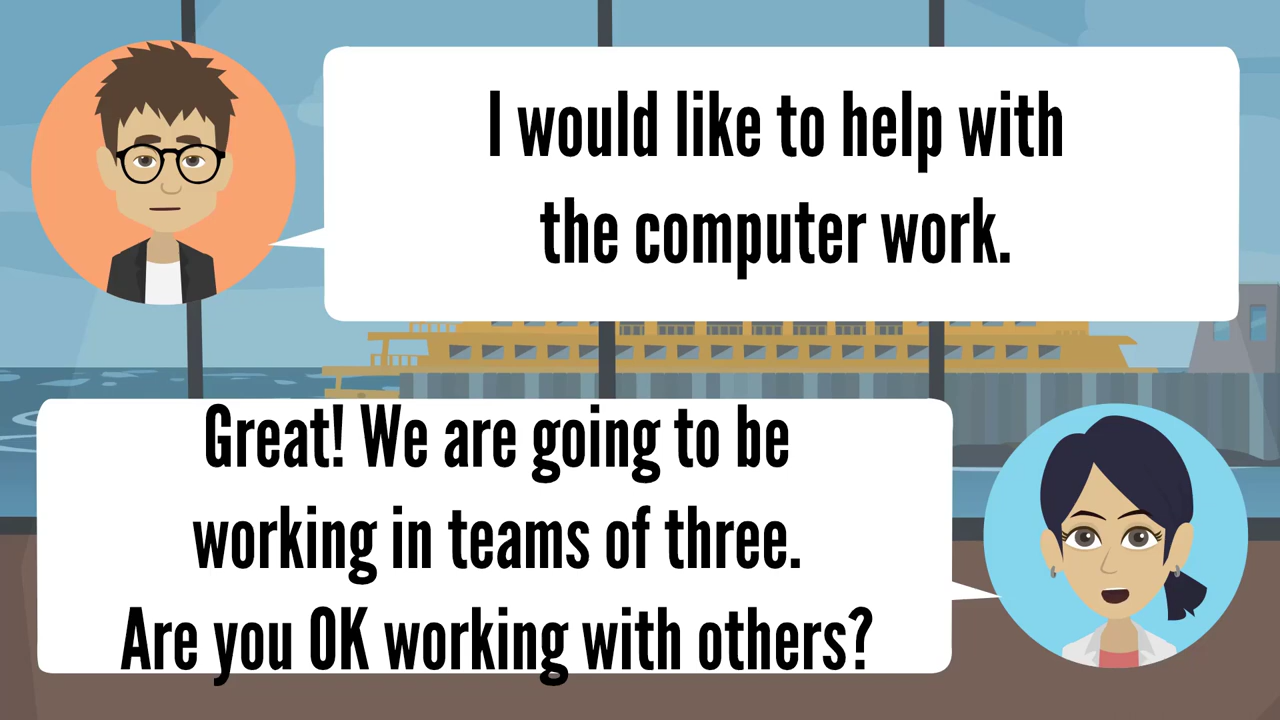 I would like to help with
the computer work.
Great! We are going to be
working in teams of three.
Are you OK working with others?